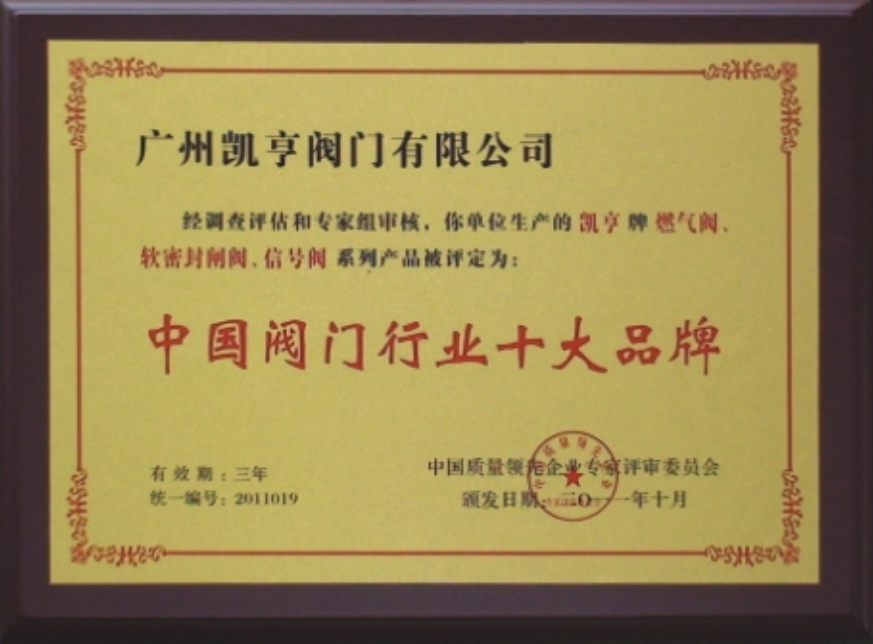 广州凯亨阀门有限公司
经调查评估和专家组审核，你单位生产的 凯亨 牌 燃气阀、
软密封闸阀、信号阀 系列产品被评定为：
中国阀门行业十大品牌
有效期：三年
统一编号：2011019
中国质量领先企业专家评审委员会
颁发日期：二〇一一年十月